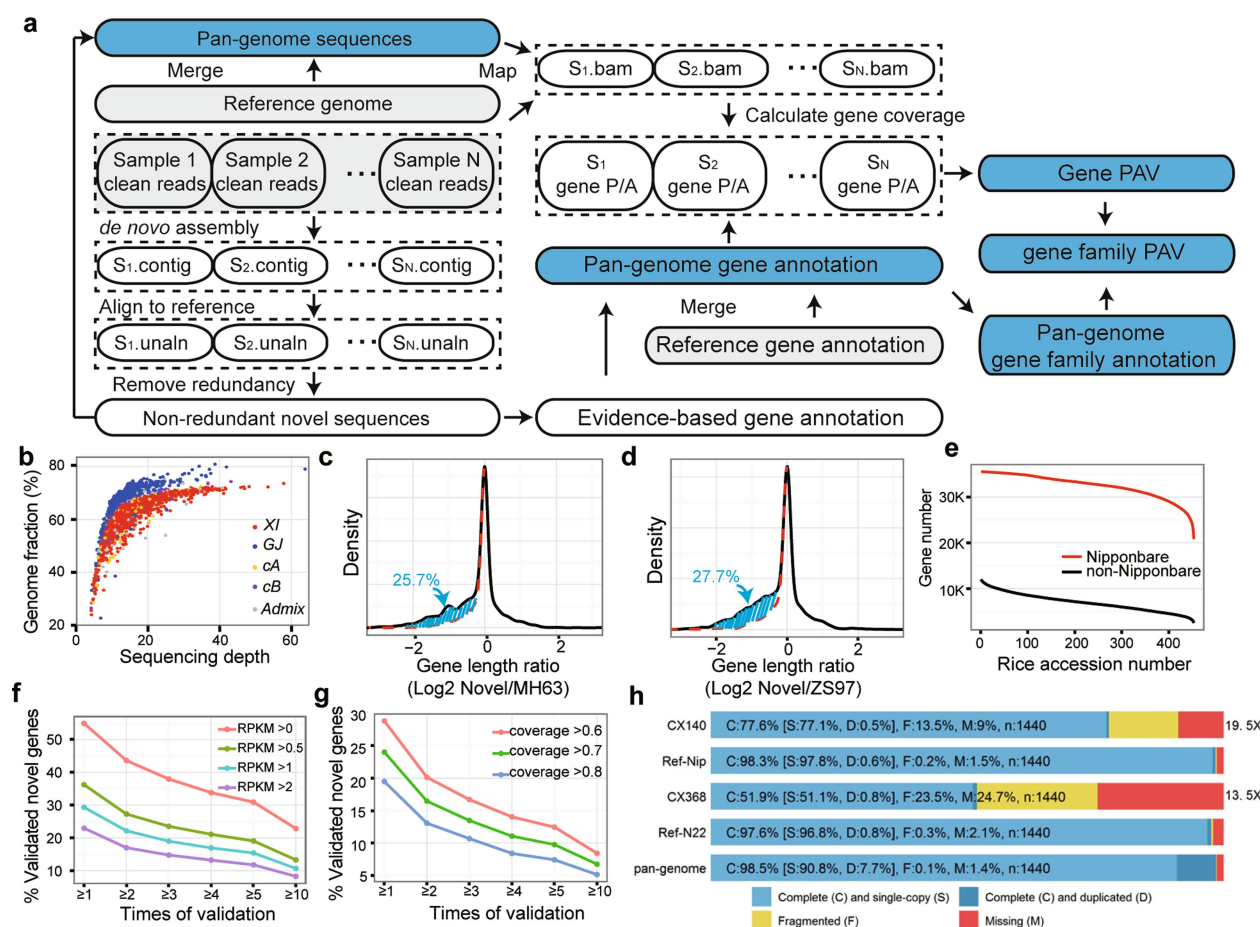 a
Pan-genome sequences
Merge
Map
Reference genome
Sample 1
clean reads
Sample 2
clean reads
···
Sample N
clean reads
de novo assembly
S1.contig
S2.contig
···
SN.contig
Align to reference
S1.unaln
S2.unaln
···
SN.unaln
Remove redundancy
Non-redundant novel sequences
S1.bam
S2.bam
···
SN.bam
Calculate gene coverage
S1
gene P/A
S2
gene P/A
···
SN
gene P/A
Pan-genome gene annotation
Merge
Reference gene annotation
Evidence-based gene annotation
Gene PAV
gene family PAV
Pan-genome
gene family annotation
b
Genome fraction (%)
80
60
40
20
0
20
40
60
Sequencing depth
XI
GJ
cA
cB
Admix
c
Density
25.7%
−2
0
2
Gene length ratio
(Log2 Novel/MH63)
d
Density
27.7%
−2
0
2
Gene length ratio
(Log2 Novel/ZS97)
e
Gene number
30K
20K
10K
Nipponbare
non-Nipponbare
0
100
200
300
400
Rice accession number
f
% Validated novel genes
50
40
30
20
10
RPKM >0
RPKM >0.5
RPKM >1
RPKM >2
≥1
≥2
≥3
≥4
≥5
≥10
Times of validation
g
% Validated novel genes
30
25
20
15
10
5
coverage >0.6
coverage >0.7
coverage >0.8
≥1
≥2
≥3
≥4
≥5
≥10
Times of validation
h
CX140
C:77.6% [S:77.1%, D:0.5%], F:13.5%, M:9%, n:1440
19.5X
Ref-Nip
C:98.3% [S:97.8%, D:0.6%], F:0.2%, M:1.5%, n:1440
CX368
C:51.9% [S:51.1%, D:0.8%], F:23.5%, M:24.7%, n:1440
13.5X
Ref-N22
C:97.6% [S:96.8%, D:0.8%], F:0.3%, M:2.1%, n:1440
pan-genome
C:98.5% [S:90.8%, D:7.7%], F:0.1%, M:1.4%, n:1440
Complete (C) and single-copy (S)
Complete (C) and duplicated (D)
Fragmented (F)
Missing (M)